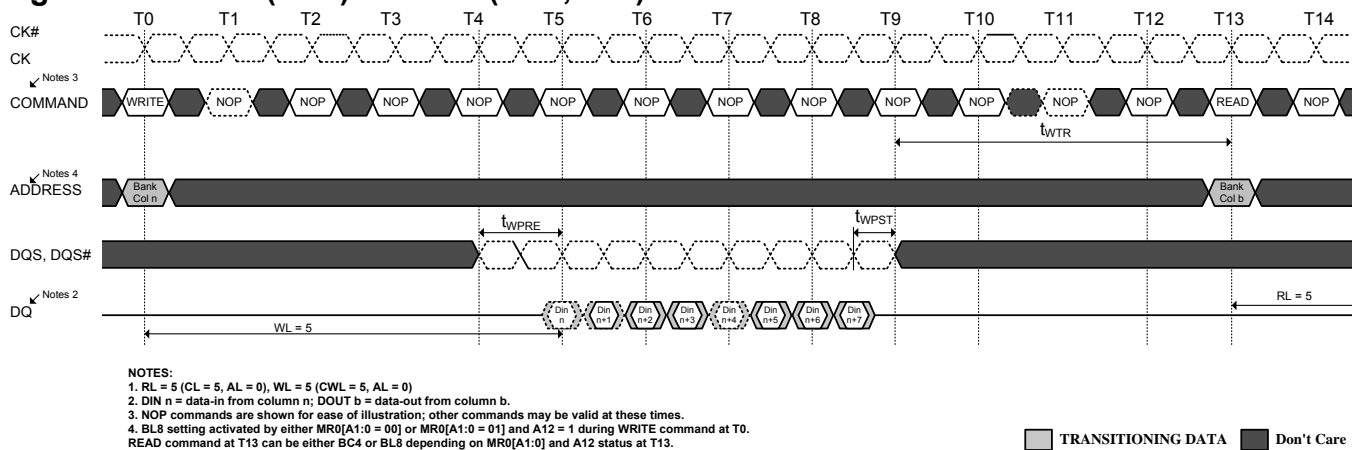 T0 T1 T2 T3 T4 T5 T6 T7 T8 T9 T10 T11 T12 T13 T14
CK#
CK
Notes 3
COMMAND WRITE NOP NOP NOP NOP NOP NOP NOP NOP NOP NOP NOP NOP READ NOP
tWTR
Notes 4
ADDRESS Bank Col n Bank Col b
tWPRE tWPST
DQS, DQS#
Notes 2
DQ Din n Din n+1 Din n+2 Din n+3 Din n+4 Din n+5 Din n+6 Din n+7 RL = 5
WL = 5
NOTES:
1. RL = 5 (CL = 5, AL = 0), WL = 5 (CWL = 5, AL = 0)
2. DIN n = data-in from column n; DOUT b = data-out from column b.
3. NOP commands are shown for ease of illustration; other commands may be valid at these times.
4. BL8 setting activated by either MR0[A1:0 = 00] or MR0[A1:0 = 01] and A12 = 1 during WRITE command at T0.
READ command at T13 can be either BC4 or BL8 depending on MR0[A1:0] and A12 status at T13.
TRANSITIONING DATA Don't Care